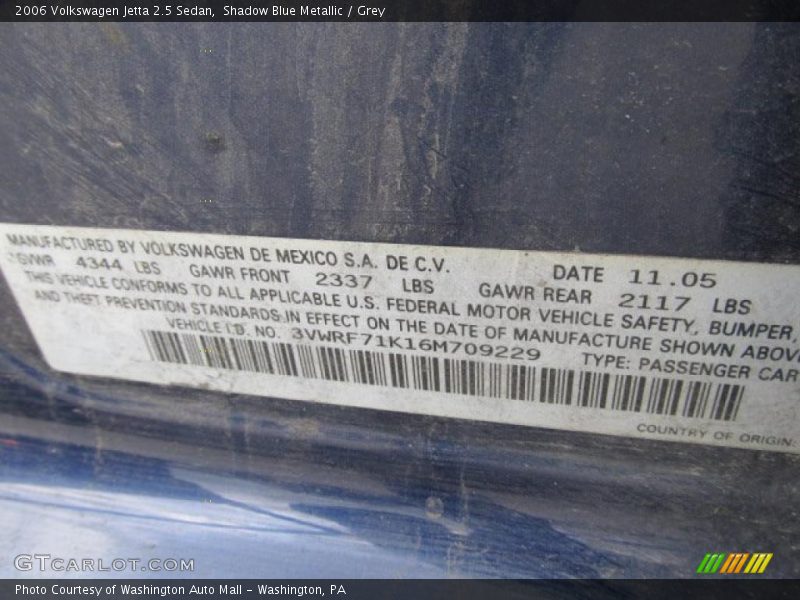 2006 Volkswagen Jetta 2.5 Sedan, Shadow Blue Metallic / Grey
MANUFACTURED BY VOLKSWAGEN DE MEXICO S.A. DE C.V. DATE 11.05
GVWR 4344 LBS GAWR FRONT 2337 LBS GAWR REAR 2117 LBS
THIS VEHICLE CONFORMS TO ALL APPLICABLE U.S. FEDERAL MOTOR VEHICLE SAFETY, BUMPER,
AND THEFT PREVENTION STANDARDS IN EFFECT ON THE DATE OF MANUFACTURE SHOWN ABOV
VEHICLE I.D. NO. 3VWRF71K16M709229 TYPE: PASSENGER CAR
COUNTRY OF ORIGIN:
GTCARLOT.COM
Photo Courtesy of Washington Auto Mall - Washington, PA